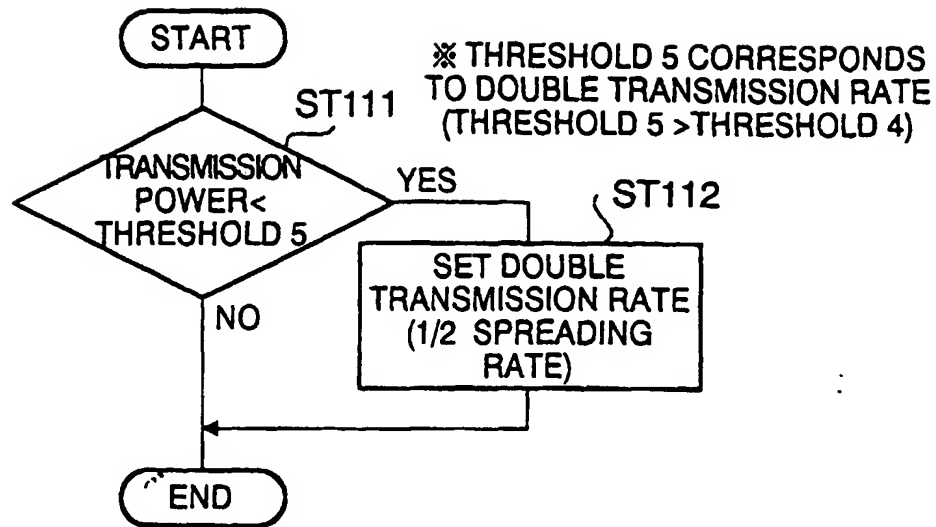 START
※ THRESHOLD 5 CORRESPONDS
TO DOUBLE TRANSMISSION RATE
(THRESHOLD 5 >THRESHOLD 4)
ST111
TRANSMISSION
POWER<
THRESHOLD 5
YES
ST112
SET DOUBLE
TRANSMISSION RATE
(1/2 SPREADING
RATE)
NO
END